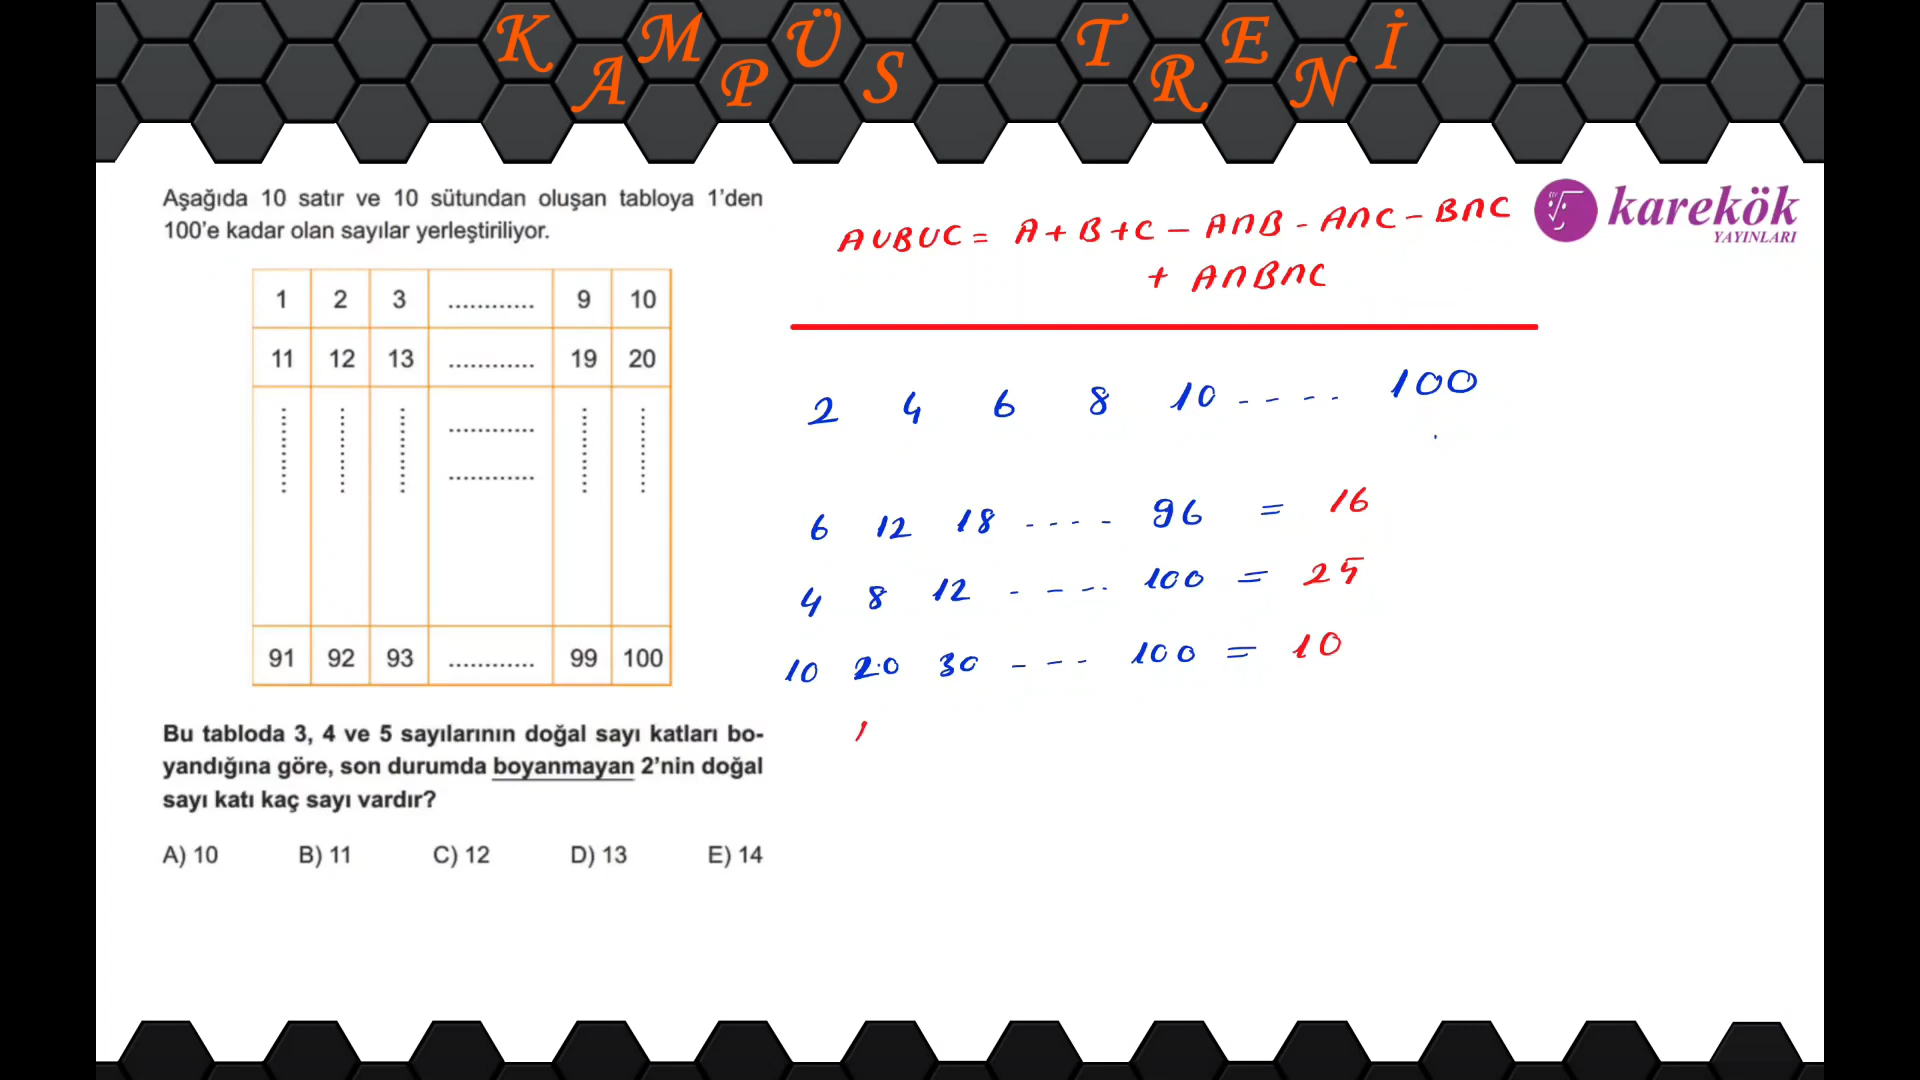 KAMPÜS TRENİ
Aşağıda 10 satır ve 10 sütundan oluşan tabloya 1'den
100'e kadar olan sayılar yerleştiriliyor.
1 2 3 ............ 9 10
11 12 13 ............ 19 20
............
............
91 92 93 ............ 99 100
Bu tabloda 3, 4 ve 5 sayılarının doğal sayı katları bo-
yandığına göre, son durumda boyanmayan 2'nin doğal
sayı katı kaç sayı vardır?
A) 10 B) 11 C) 12 D) 13 E) 14
karekök
YAYINLARI
A∪B∪C = A+B+C – A∩B - A∩C – B∩C
+ A∩B∩C
2 4 6 8 10 - - - - 100
6 12 18 - - - - 96 = 16
4 8 12 - - - - 100 = 25
10 20 30 - - - 100 = 10